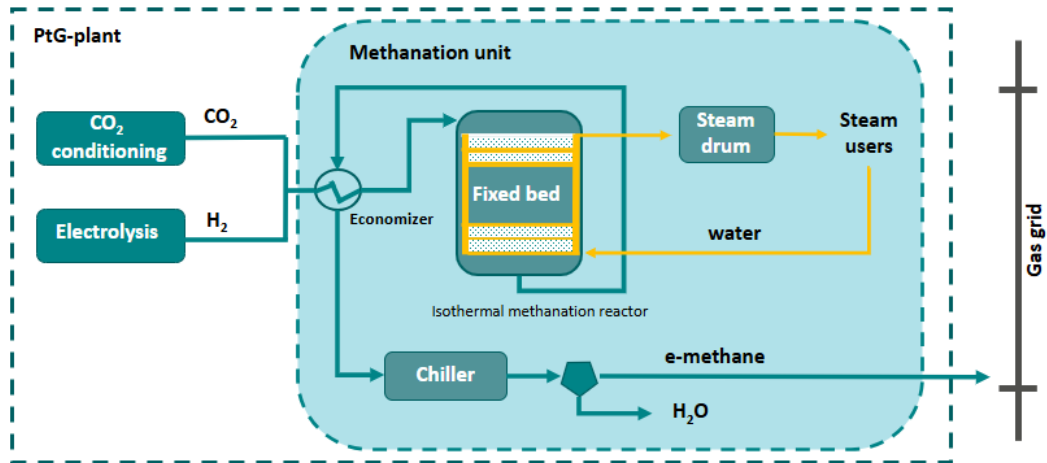 PtG-plant
Methanation unit
CO₂
conditioning
CO₂
Electrolysis
H₂
Economizer
Fixed bed
Isothermal methanation reactor
Steam
drum
Steam
users
water
Chiller
e-methane
H₂O
Gas grid